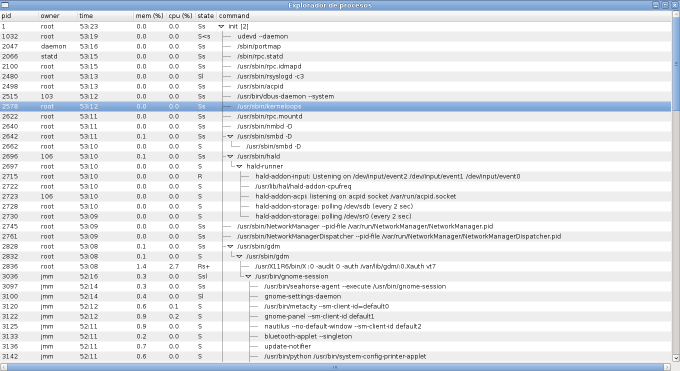 Explorador de procesos
pid owner time mem (%) cpu (%) state command
1 root 53:23 0.0 0.0 Ss init [2]
1032 root 53:19 0.0 0.0 S<s udevd --daemon
2047 daemon 53:16 0.0 0.0 Ss /sbin/portmap
2066 statd 53:15 0.0 0.0 Ss /sbin/rpc.statd
2100 root 53:15 0.0 0.0 Ss /usr/sbin/rpc.idmapd
2480 root 53:13 0.0 0.0 Sl /usr/sbin/rsyslogd -c3
2498 root 53:13 0.0 0.0 Ss /usr/sbin/acpid
2515 103 53:12 0.0 0.0 Ss /usr/bin/dbus-daemon --system
2578 root 53:12 0.0 0.0 Ss /usr/sbin/kerneloops
2622 root 53:11 0.0 0.0 Ss /usr/sbin/rpc.mountd
2640 root 53:11 0.0 0.0 Ss /usr/sbin/nmbd -D
2642 root 53:11 0.1 0.0 Ss /usr/sbin/smbd -D
2662 root 53:10 0.0 0.0 S /usr/sbin/smbd -D
2696 106 53:10 0.1 0.0 Ss /usr/sbin/hald
2697 root 53:10 0.0 0.0 S hald-runner
2715 root 53:10 0.0 0.0 R hald-addon-input: Listening on /dev/input/event2 /dev/input/event1 /dev/input/event0
2722 root 53:10 0.0 0.0 S /usr/lib/hal/hald-addon-cpufreq
2723 106 53:10 0.0 0.0 S hald-addon-acpi: listening on acpid socket /var/run/acpid.socket
2728 root 53:10 0.0 0.0 S hald-addon-storage: polling /dev/sdb (every 2 sec)
2730 root 53:09 0.0 0.0 S hald-addon-storage: polling /dev/sr0 (every 2 sec)
2745 root 53:09 0.0 0.0 Ss /usr/sbin/NetworkManager --pid-file /var/run/NetworkManager/NetworkManager.pid
2761 root 53:09 0.0 0.0 Ss /usr/sbin/NetworkManagerDispatcher --pid-file /var/run/NetworkManager/NetworkManagerDispatcher.pid
2828 root 53:08 0.1 0.0 Ss /usr/sbin/gdm
2832 root 53:08 0.1 0.0 S /usr/sbin/gdm
2836 root 53:08 1.4 2.7 Rs+ /usr/X11R6/bin/X :0 -audit 0 -auth /var/lib/gdm/:0.Xauth vt7
3036 jmm 52:16 0.3 0.0 Ssl /usr/bin/gnome-session
3097 jmm 52:14 0.3 0.0 Ss /usr/bin/seahorse-agent --execute /usr/bin/gnome-session
3100 jmm 52:14 0.4 0.0 Sl gnome-settings-daemon
3120 jmm 52:12 0.6 0.1 S /usr/bin/metacity --sm-client-id=default0
3122 jmm 52:12 0.9 0.2 S gnome-panel --sm-client-id default1
3125 jmm 52:11 0.9 0.0 S nautilus --no-default-window --sm-client-id default2
3133 jmm 52:11 0.2 0.0 S bluetooth-applet --singleton
3136 jmm 52:11 0.7 0.0 S update-notifier
3142 jmm 52:11 0.6 0.0 S /usr/bin/python /usr/bin/system-config-printer-applet